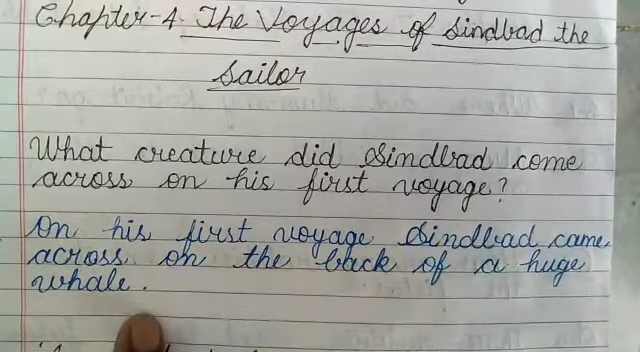 Chapter-4. The Voyages of Sindbad the
Sailor
What creature did Sindbad come
across on his first voyage?
On his first voyage Sindbad came
across on the back of a huge
whale.